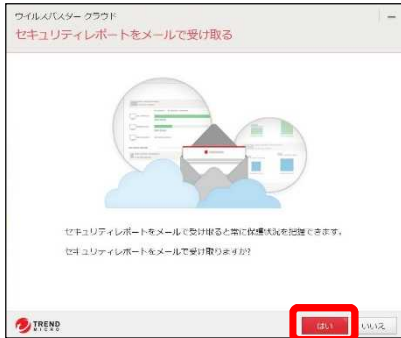 ウイルスバスター クラウド
セキュリティレポートをメールで受け取る
セキュリティレポートをメールで受け取ると常に保護状況を把握できます。
セキュリティレポートをメールで受け取りますか?
TREND
MICRO
はい
いいえ